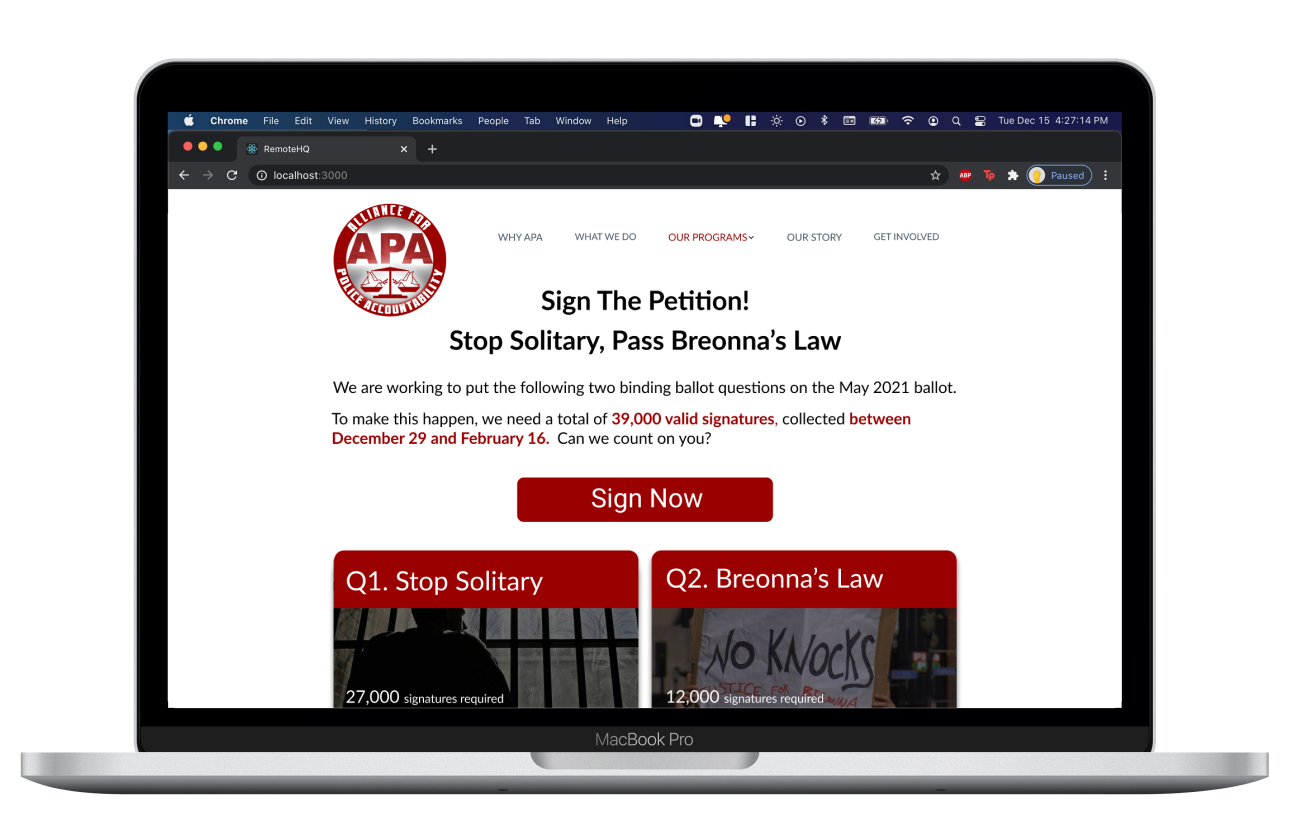 Chrome File Edit View History Bookmarks People Tab Window Help Tue Dec 15 4:27:14 PM
RemoteHQ
localhost:3000 ABP Tp Paused
ALLIANCE FOR
APA
POLICE ACCOUNTABILITY
WHY APA WHAT WE DO OUR PROGRAMS OUR STORY GET INVOLVED
Sign The Petition!
Stop Solitary, Pass Breonna’s Law
We are working to put the following two binding ballot questions on the May 2021 ballot.
To make this happen, we need a total of 39,000 valid signatures, collected between
December 29 and February 16. Can we count on you?
Sign Now
Q1. Stop Solitary
27,000 signatures required
Q2. Breonna’s Law
NO KNOCKS
JUSTICE FOR BREONNA
12,000 signatures required
MacBook Pro